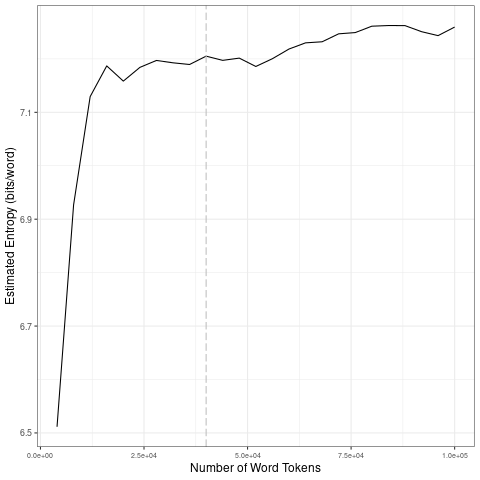 Estimated Entropy (bits/word)
7.1
6.9
6.7
6.5
0.0e+00 2.5e+04 5.0e+04 7.5e+04 1.0e+05
Number of Word Tokens